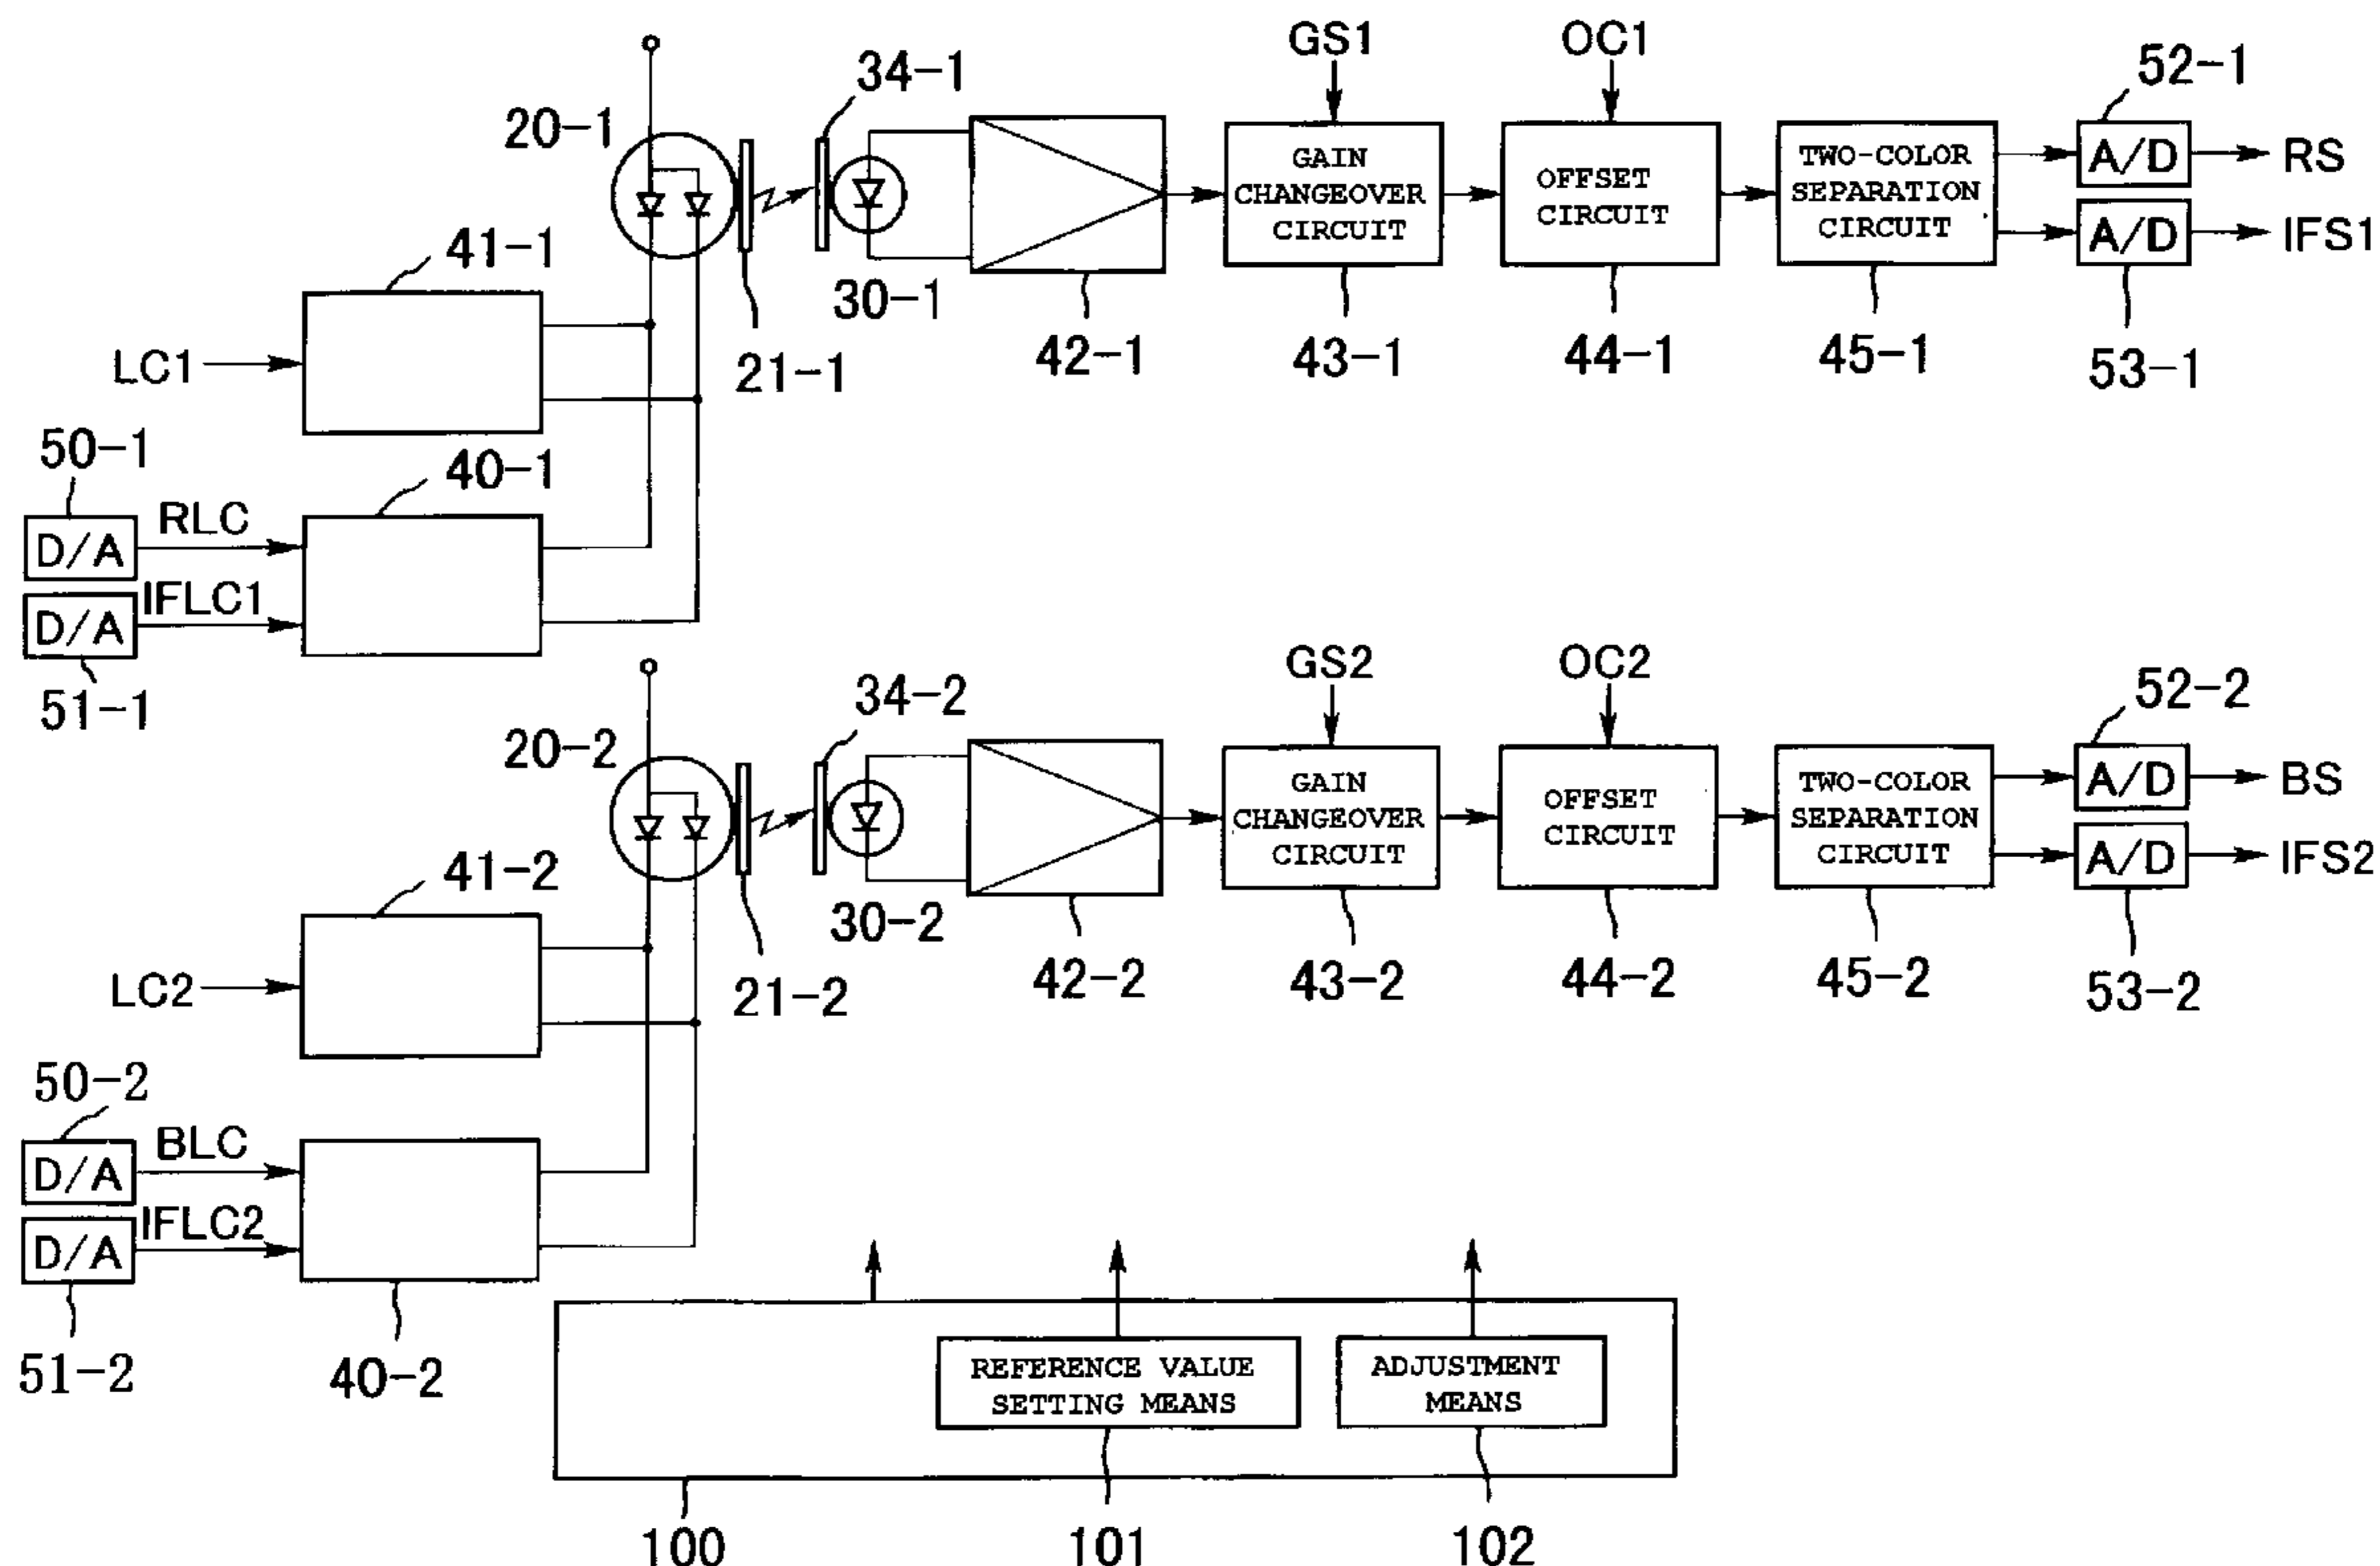 GS1
OC1
52-1
34-1
20-1
GAIN
CHANGEOVER
CIRCUIT
OFFSET
CIRCUIT
TWO-COLOR
SEPARATION
CIRCUIT
A/D
RS
A/D
IFS1
41-1
30-1
42-1
43-1
44-1
45-1
53-1
21-1
LC1
50-1
40-1
D/A
RLC
D/A
IFLC1
51-1
GS2
OC2
52-2
34-2
20-2
GAIN
CHANGEOVER
CIRCUIT
OFFSET
CIRCUIT
TWO-COLOR
SEPARATION
CIRCUIT
A/D
BS
A/D
IFS2
41-2
30-2
42-2
43-2
44-2
45-2
53-2
21-2
LC2
50-2
D/A
BLC
D/A
IFLC2
51-2
40-2
REFERENCE VALUE
SETTING MEANS
ADJUSTMENT
MEANS
100
101
102